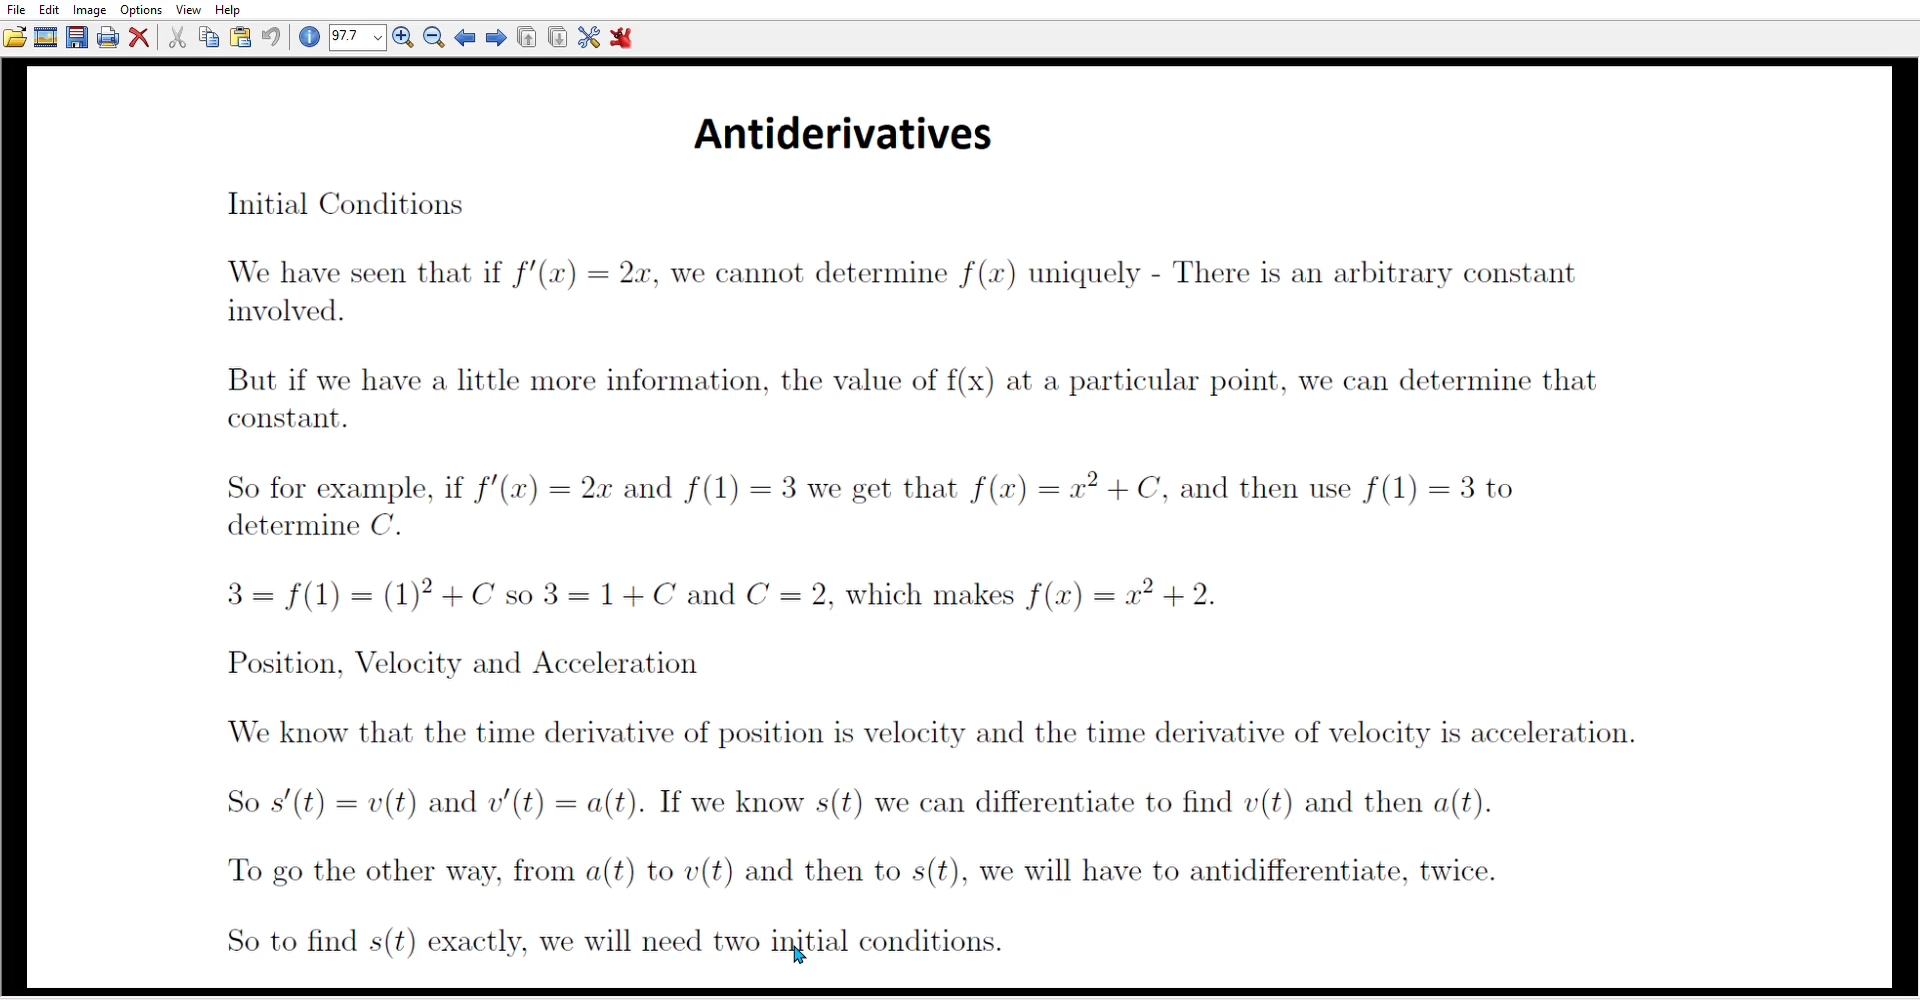 File Edit Image Options View Help
97.7
Antiderivatives
Initial Conditions
We have seen that if f′(x) = 2x, we cannot determine f(x) uniquely - There is an arbitrary constant
involved.
But if we have a little more information, the value of f(x) at a particular point, we can determine that
constant.
So for example, if f′(x) = 2x and f(1) = 3 we get that f(x) = x² + C, and then use f(1) = 3 to
determine C.
3 = f(1) = (1)² + C so 3 = 1 + C and C = 2, which makes f(x) = x² + 2.
Position, Velocity and Acceleration
We know that the time derivative of position is velocity and the time derivative of velocity is acceleration.
So s′(t) = v(t) and v′(t) = a(t). If we know s(t) we can differentiate to find v(t) and then a(t).
To go the other way, from a(t) to v(t) and then to s(t), we will have to antidifferentiate, twice.
So to find s(t) exactly, we will need two initial conditions.